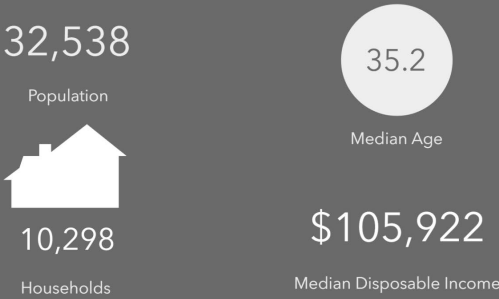 32,538
Population
35.2
Median Age
10,298
Households
$105,922
Median Disposable Income